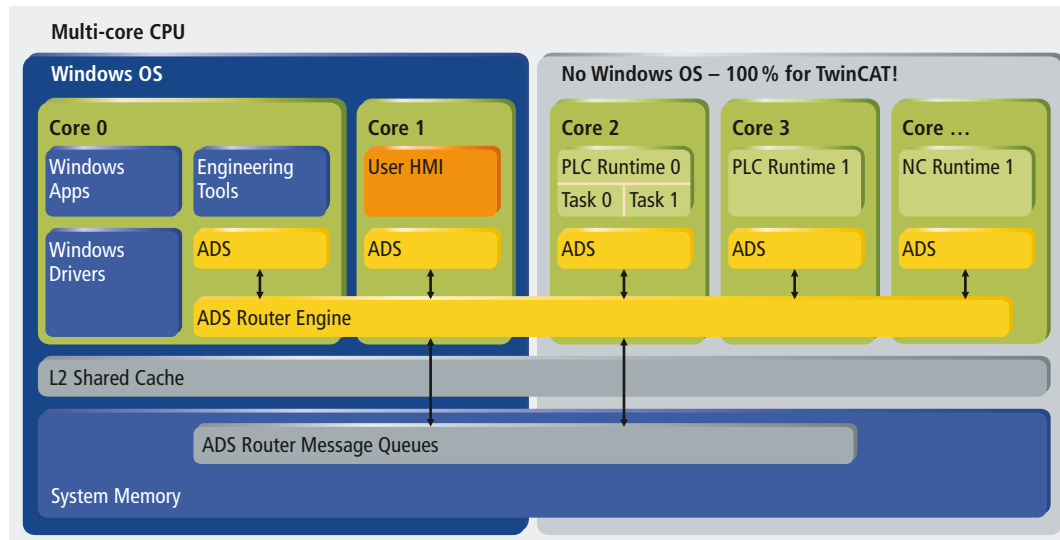 Multi-core CPU
Windows OS
No Windows OS – 100 % for TwinCAT!
Core 0
Core 1
Core 2
Core 3
Core …
Windows
Apps
Engineering
Tools
User HMI
PLC Runtime 0
Task 0
Task 1
PLC Runtime 1
NC Runtime 1
Windows
Drivers
ADS
ADS
ADS
ADS
ADS
ADS Router Engine
L2 Shared Cache
ADS Router Message Queues
System Memory